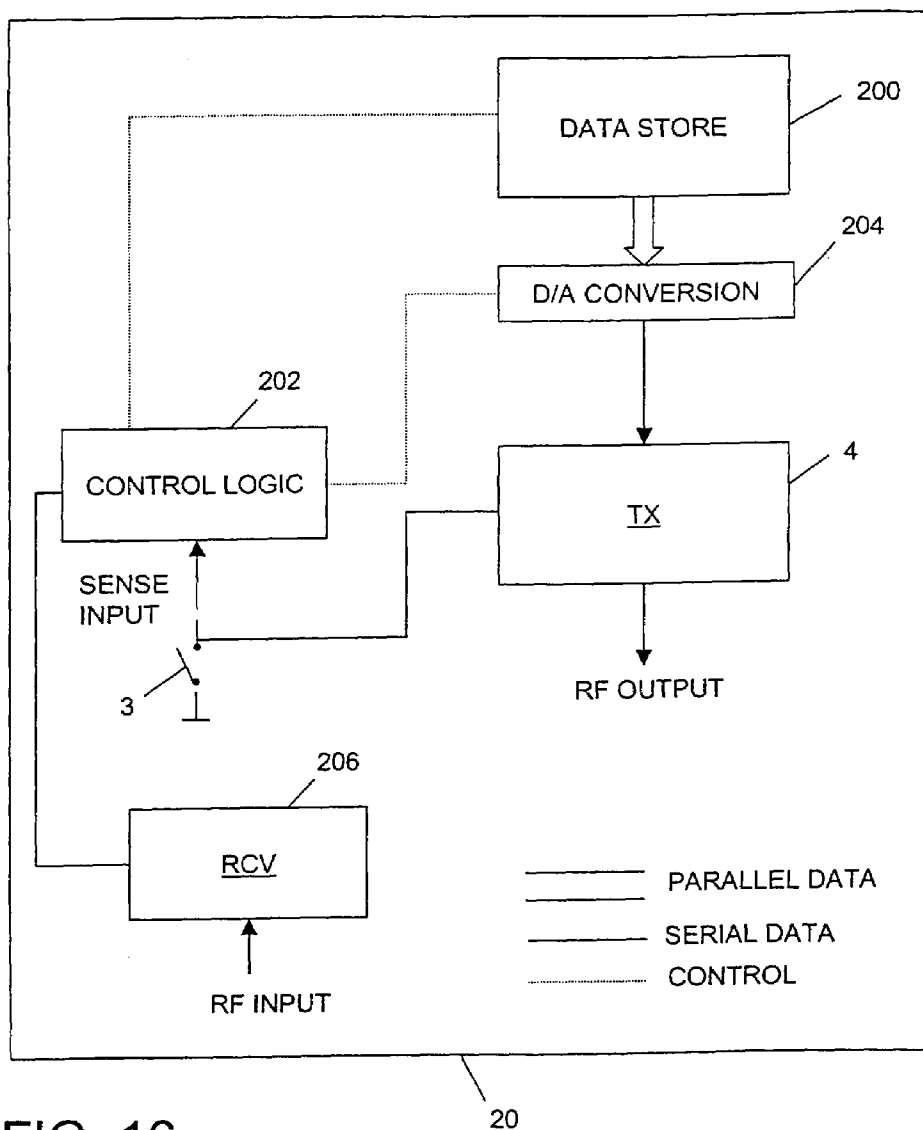 200
DATA STORE
204
D/A CONVERSION
202
CONTROL LOGIC
4
TX
SENSE
INPUT
3
RF OUTPUT
206
RCV
PARALLEL DATA
SERIAL DATA
CONTROL
RF INPUT
20